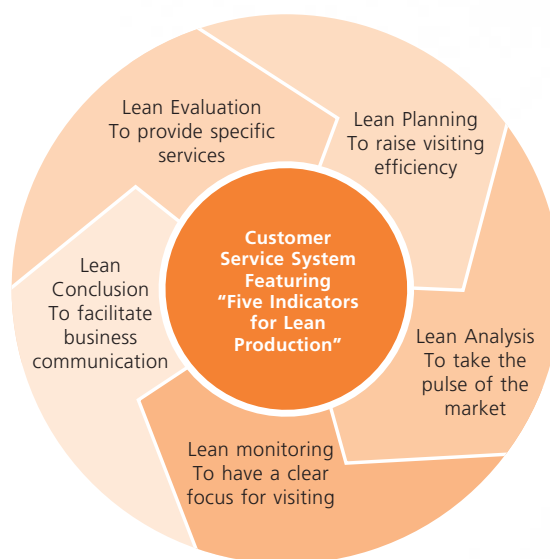 Lean Evaluation
To provide specific
services
Lean Planning
To raise visiting
efficiency
Customer
Service System
Featuring
“Five Indicators
for Lean
Production”
Lean
Conclusion
To facilitate
business
communication
Lean Analysis
To take the
pulse of the
market
Lean monitoring
To have a clear
focus for visiting